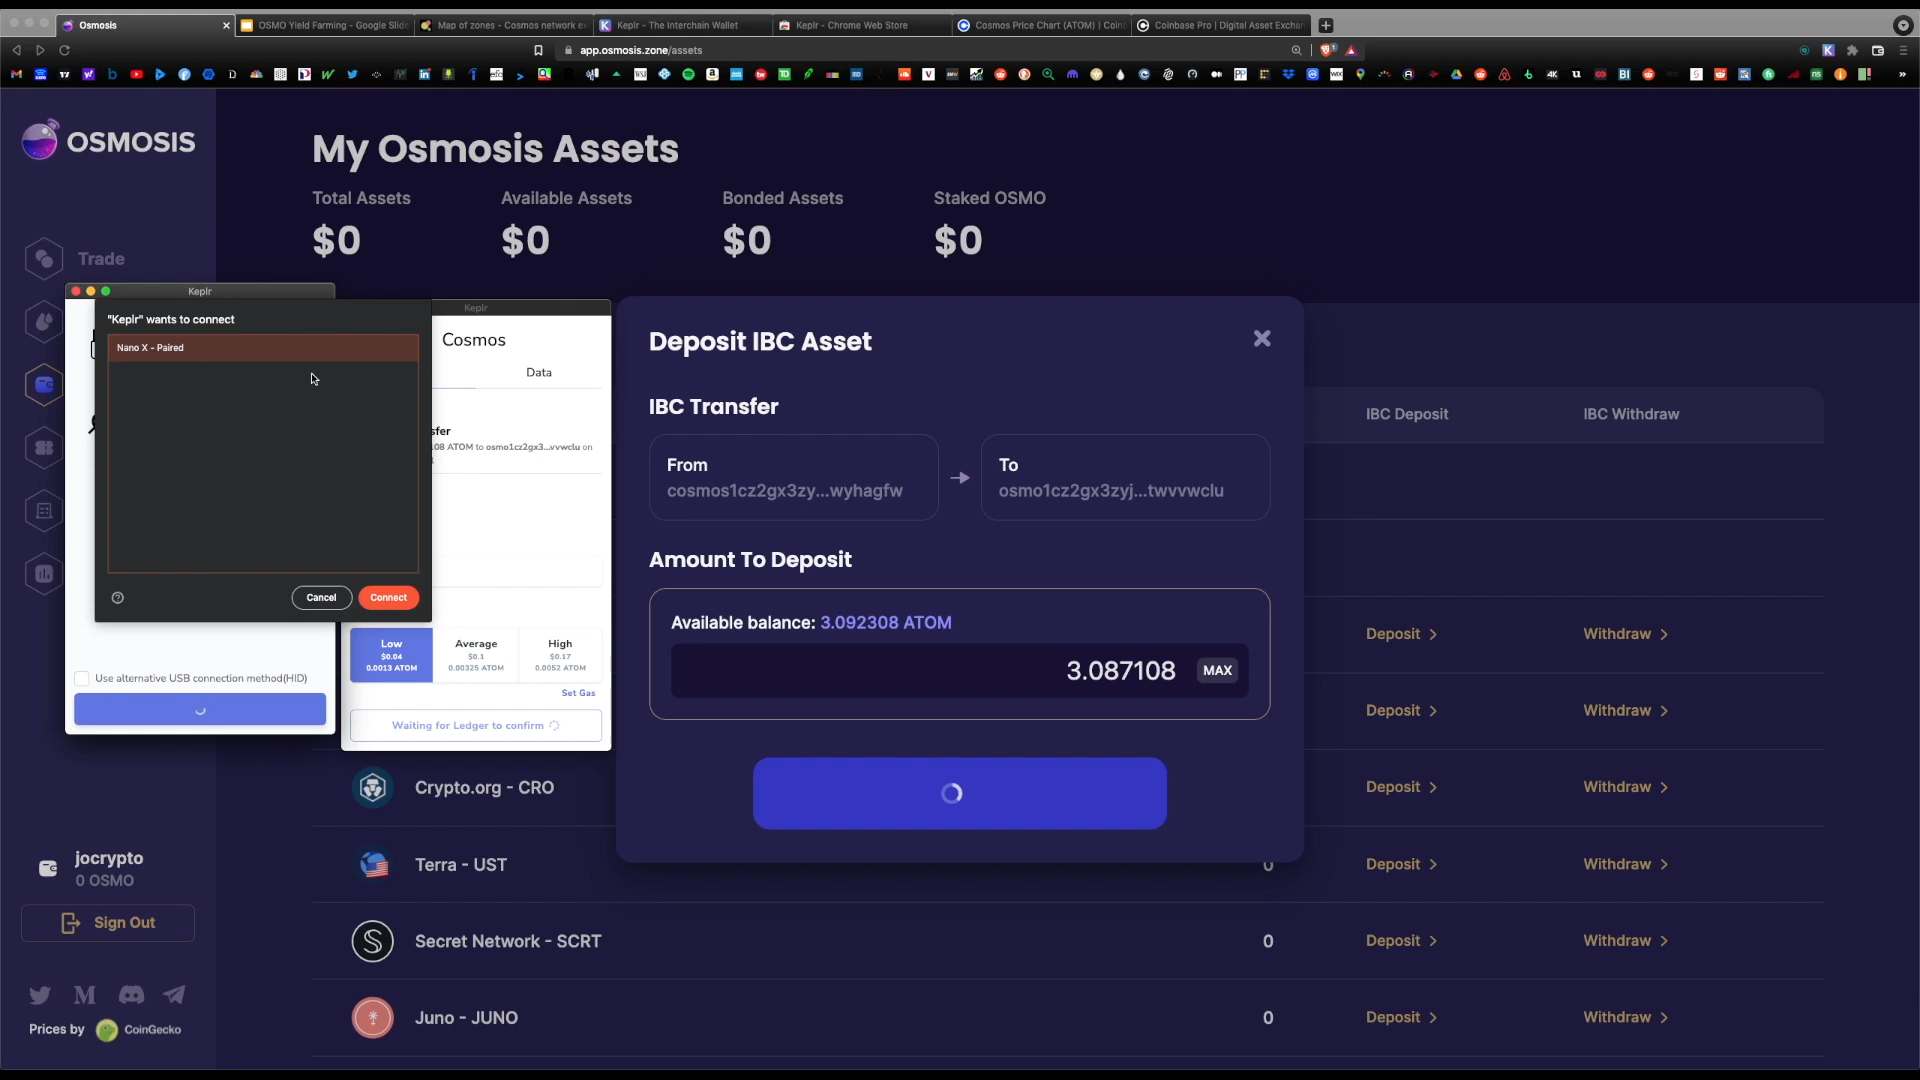 Osmosis
OSMO Yield Farming - Google Slide
Map of zones - Cosmos network e
Keplr - The Interchain Wallet
Keplr - Chrome Web Store
Cosmos Price Chart (ATOM) | Coin
Coinbase Pro | Digital Asset Exchan
app.osmosis.zone/assets
OSMOSIS
Trade
jocrypto
0 OSMO
Sign Out
Prices by
CoinGecko
My Osmosis Assets
Total Assets
Available Assets
Bonded Assets
Staked OSMO
$0
$0
$0
$0
IBC Deposit
IBC Withdraw
Deposit
Withdraw
Deposit
Withdraw
Crypto.org - CRO
Deposit
Withdraw
Terra - UST
0
Deposit
Withdraw
Secret Network - SCRT
0
Deposit
Withdraw
Juno - JUNO
0
Deposit
Withdraw
Keplr
"Keplr" wants to connect
Nano X - Paired
Cancel
Connect
Use alternative USB connection method(HID)
Keplr
Cosmos
Data
sfer
108 ATOM to osmo1cz2gx3...vvwclu on
Low
$0.04
0.0013 ATOM
Average
$0.1
0.00325 ATOM
High
$0.17
0.0052 ATOM
Set Gas
Waiting for Ledger to confirm
Deposit IBC Asset
IBC Transfer
From
cosmos1cz2gx3zy...wyhagfw
To
osmo1cz2gx3zyj...twvvwclu
Amount To Deposit
Available balance: 3.092308 ATOM
3.087108
MAX